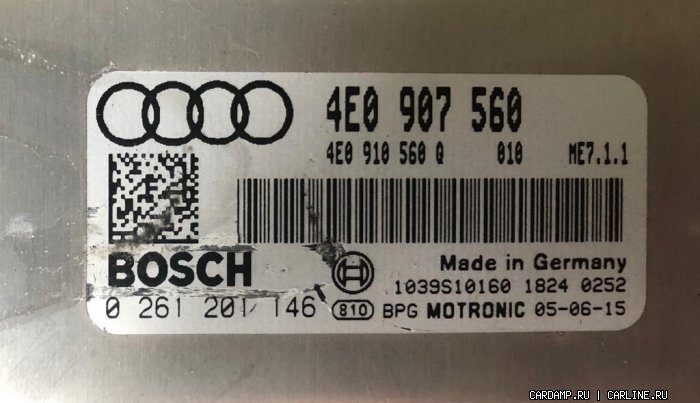 4E0 907 560
4E0 910 560 Q 010 ME7.1.1
BOSCH
Made in Germany
1039S10160 1824 0252
0 261 201 146 810 BPG MOTRONIC 05-06-15
CARDAMP.RU | CARLINE.RU